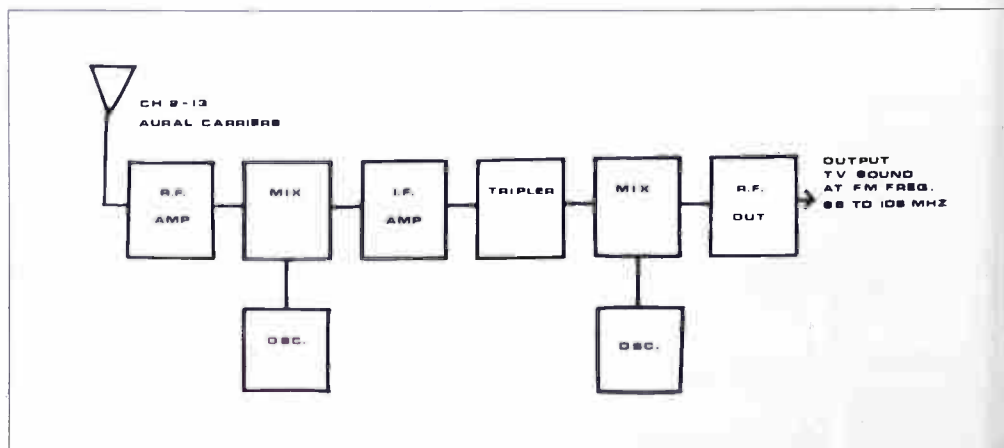 CH 2-13
AURAL CARRIERS
R.F.
AMP
MIX
I.F.
AMP
TRIPLER
MIX
R.F.
OUT
OUTPUT
TV SOUND
AT FM FREQ.
88 TO 108 MHZ
OSC.
OSC.